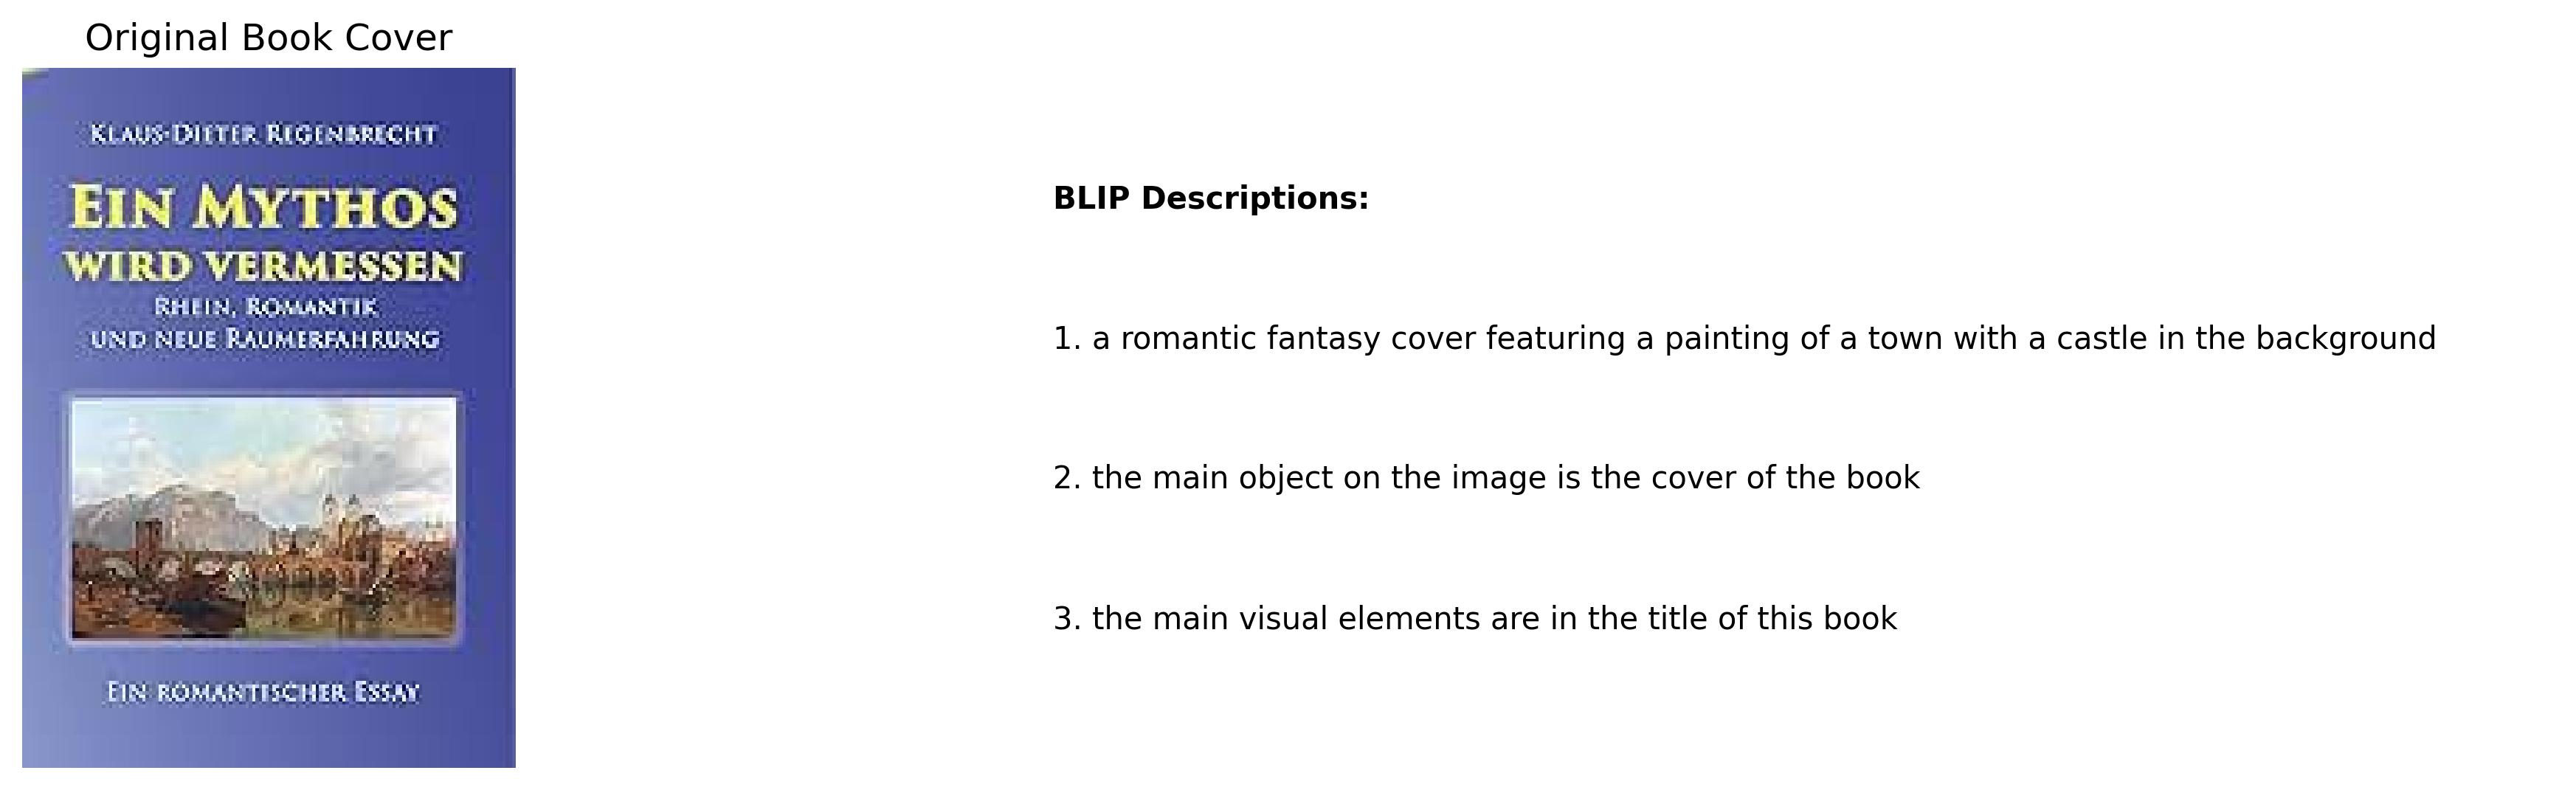 Original Book Cover
KLAUS-DIETER REGENBRECHT
EIN MYTHOS
WIRD VERMESSEN
RHEIN, ROMANTIK
UND NEUE RAUMERFAHRUNG
EIN ROMANTISCHER ESSAY
BLIP Descriptions:
1. a romantic fantasy cover featuring a painting of a town with a castle in the background
2. the main object on the image is the cover of the book
3. the main visual elements are in the title of this book